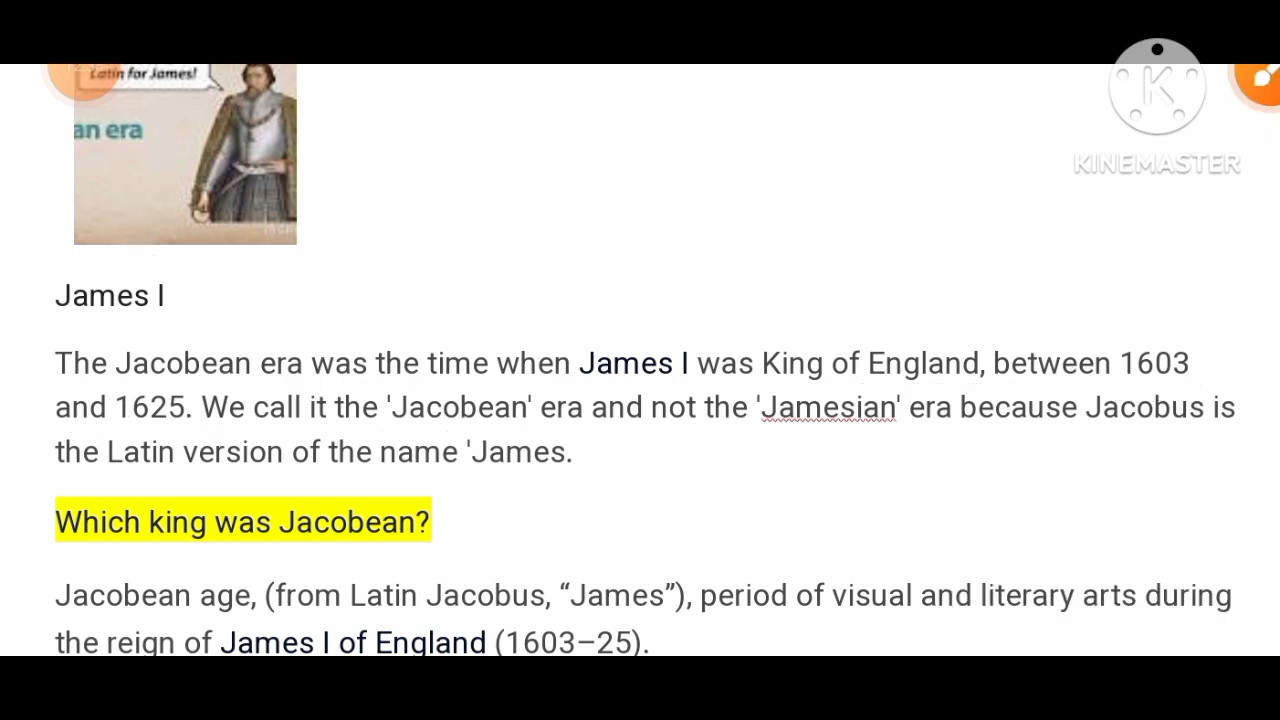 Latin for James!
KINEMASTER
an era
James I
The Jacobean era was the time when James I was King of England, between 1603
and 1625. We call it the 'Jacobean' era and not the 'Jamesian' era because Jacobus is
the Latin version of the name 'James.
Which king was Jacobean?
Jacobean age, (from Latin Jacobus, “James”), period of visual and literary arts during
the reign of James I of England (1603–25).